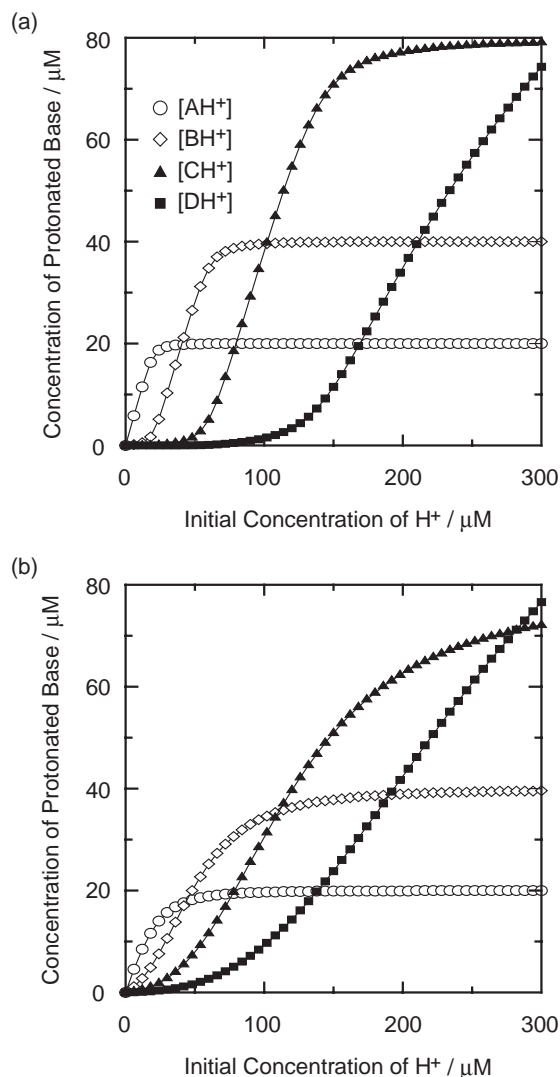 (a)
80
60
40
20
0
Concentration of Protonated Base / μM
[AH+]
[BH+]
[CH+]
[DH+]
0 100 200 300
Initial Concentration of H+ / μM
(b)
80
60
40
20
0
Concentration of Protonated Base / μM
0 100 200 300
Initial Concentration of H+ / μM